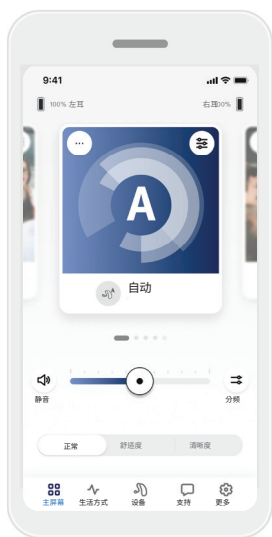 9:41
100% 左耳
右耳00%
A
自动
A
静音
分频
正常 舒适度 清晰度
主屏幕 生活方式 设备 支持 更多